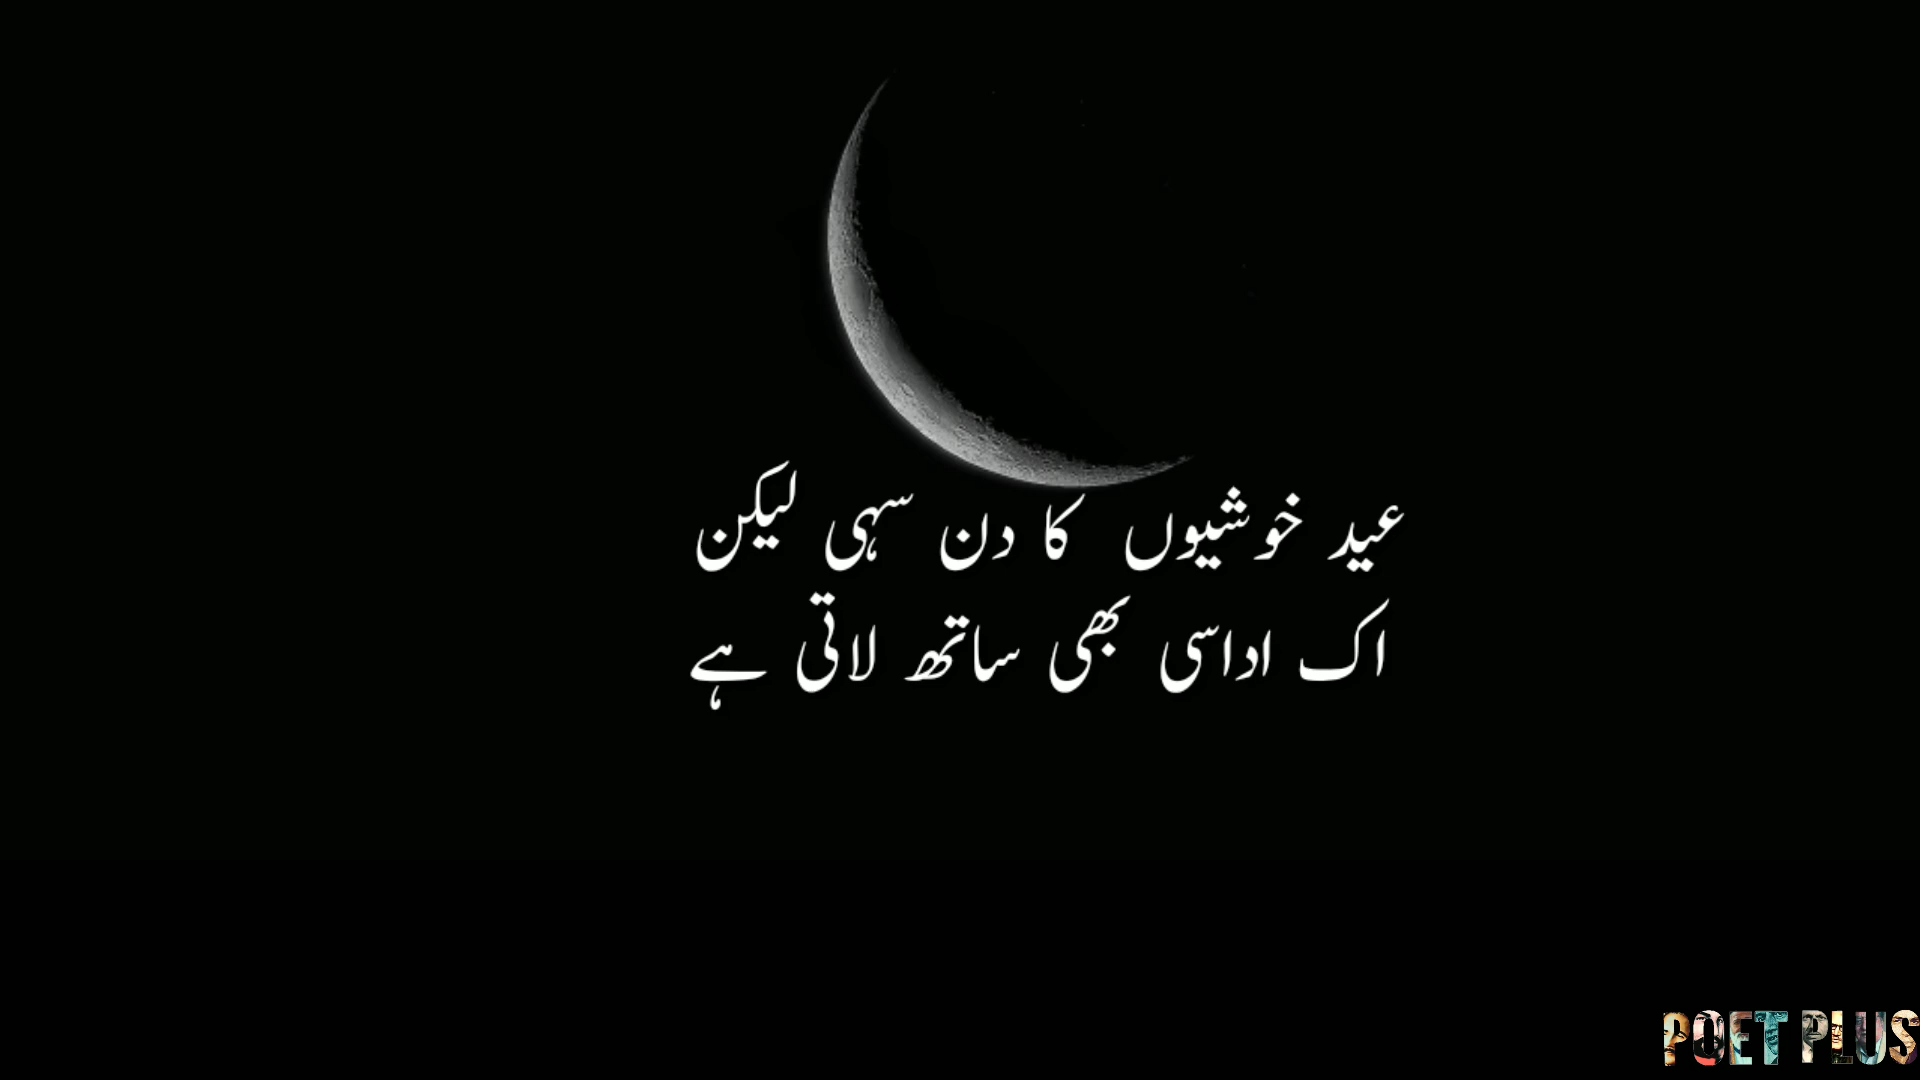 عید خوشیوں کا دن سہی لیکن
اک اداسی بھی ساتھ لاتی ہے
POET PLUS